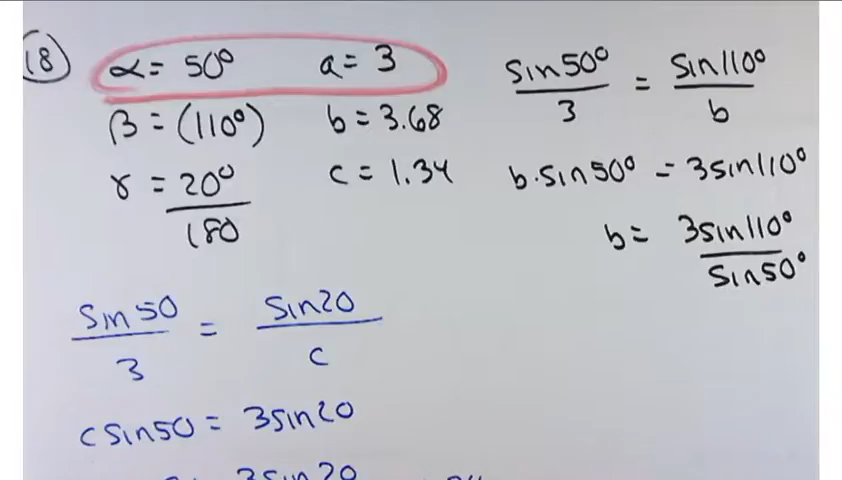 18
α = 50° a = 3
β = (110°) b = 3.68
γ = 20° c = 1.34
180
sin50° / 3 = sin110° / b
b·sin50° = 3sin110°
b = 3sin110° / sin50°
sin50 / 3 = sin20 / c
c sin50 = 3sin20
3sin20